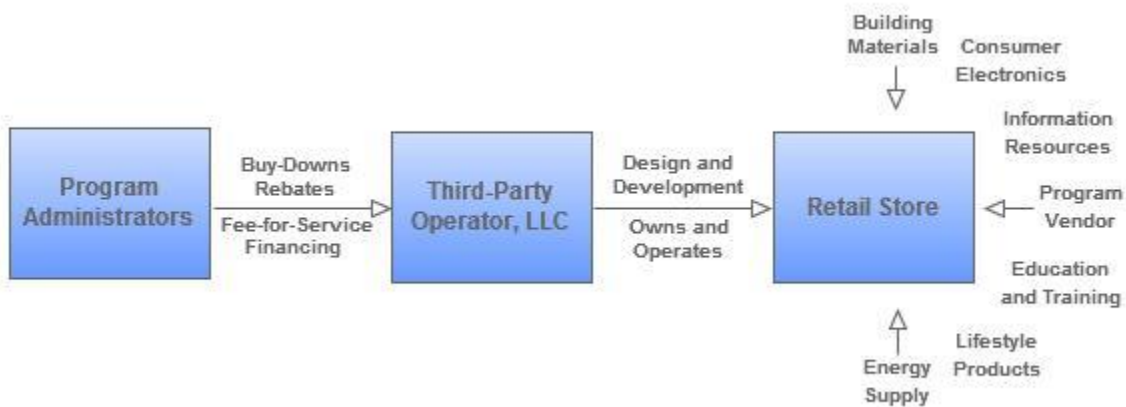 Program
Administrators
Buy-Downs
Rebates
Fee-for-Service
Financing
Third-Party
Operator, LLC
Design and
Development
Owns and
Operates
Retail Store
Building
Materials
Consumer
Electronics
Information
Resources
Program
Vendor
Education
and Training
Lifestyle
Products
Energy
Supply